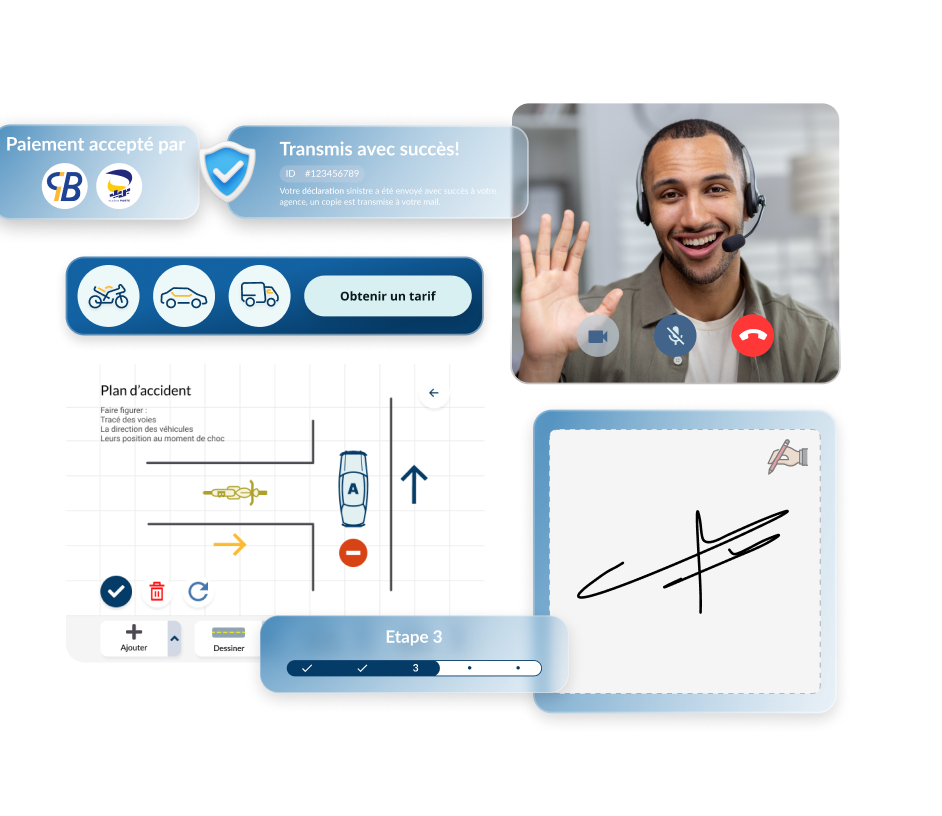 Paiement accepté par
Transmis avec succès!
ID #123456789
Votre déclaration sinistre a été envoyé avec succès à votre
agence, un copie est transmise à votre mail.
Obtenir un tarif
Plan d'accident
Faire figurer :
Tracé des voies
La direction des véhicules
Leurs position au moment de choc
A
Ajouter
Dessiner
Etape 3
3